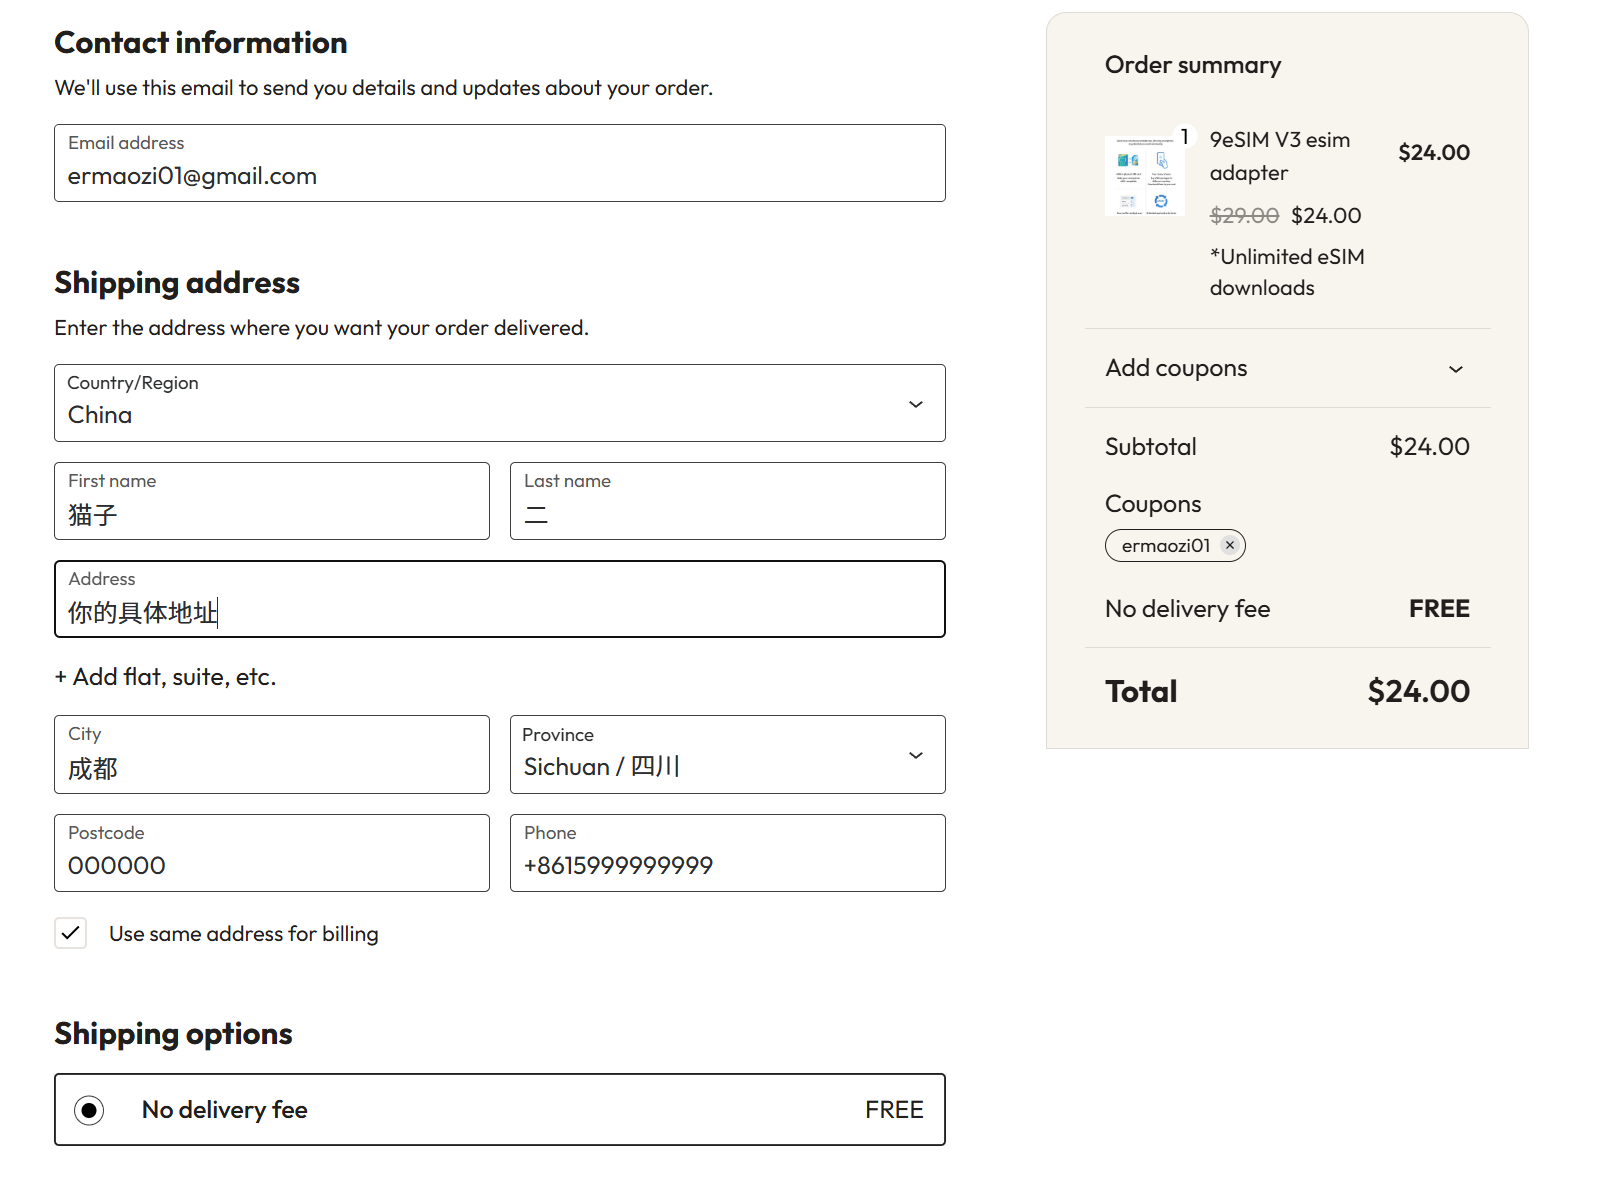 Contact information
We'll use this email to send you details and updates about your order.
Email address
ermaozi01@gmail.com
Shipping address
Enter the address where you want your order delivered.
Country/Region
China
First name
猫子
Last name
二
Address
你的具体地址
+ Add flat, suite, etc.
City
成都
Province
Sichuan / 四川
Postcode
000000
Phone
+8615999999999
Use same address for billing
Shipping options
No delivery fee
FREE
Order summary
1
9eSIM V3 esim
adapter
$24.00
$29.00 $24.00
*Unlimited eSIM
downloads
Add coupons
Subtotal
$24.00
Coupons
ermaozi01
No delivery fee
FREE
Total
$24.00